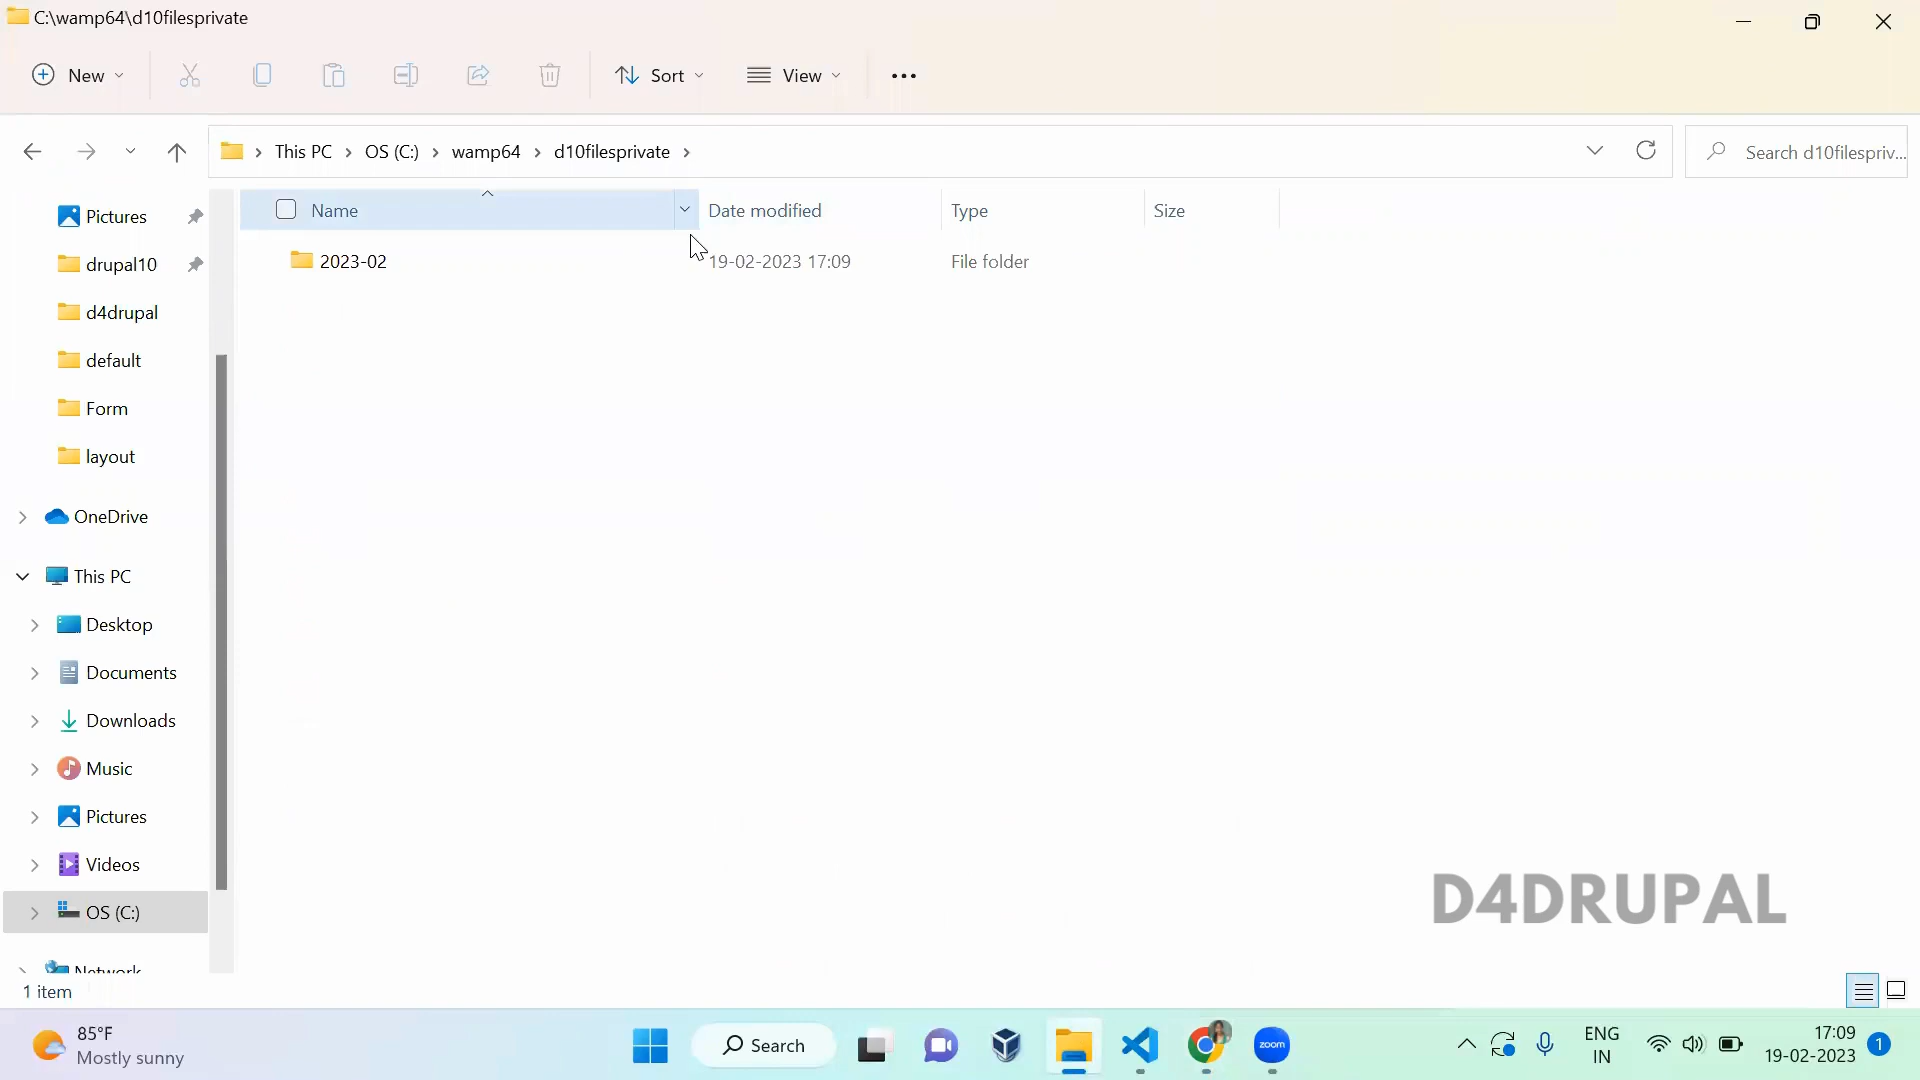 C:\wamp64\d10filesprivate
New
Sort
View
This PC
OS (C:)
wamp64
d10filesprivate
Search d10filespriv...
Name
Date modified
Type
Size
2023-02
19-02-2023 17:09
File folder
Pictures
drupal10
d4drupal
default
Form
layout
OneDrive
This PC
Desktop
Documents
Downloads
Music
Pictures
Videos
OS (C:)
Network
D4DRUPAL
1 item
85°F
Mostly sunny
Search
zoom
ENG
IN
17:09
19-02-2023
1